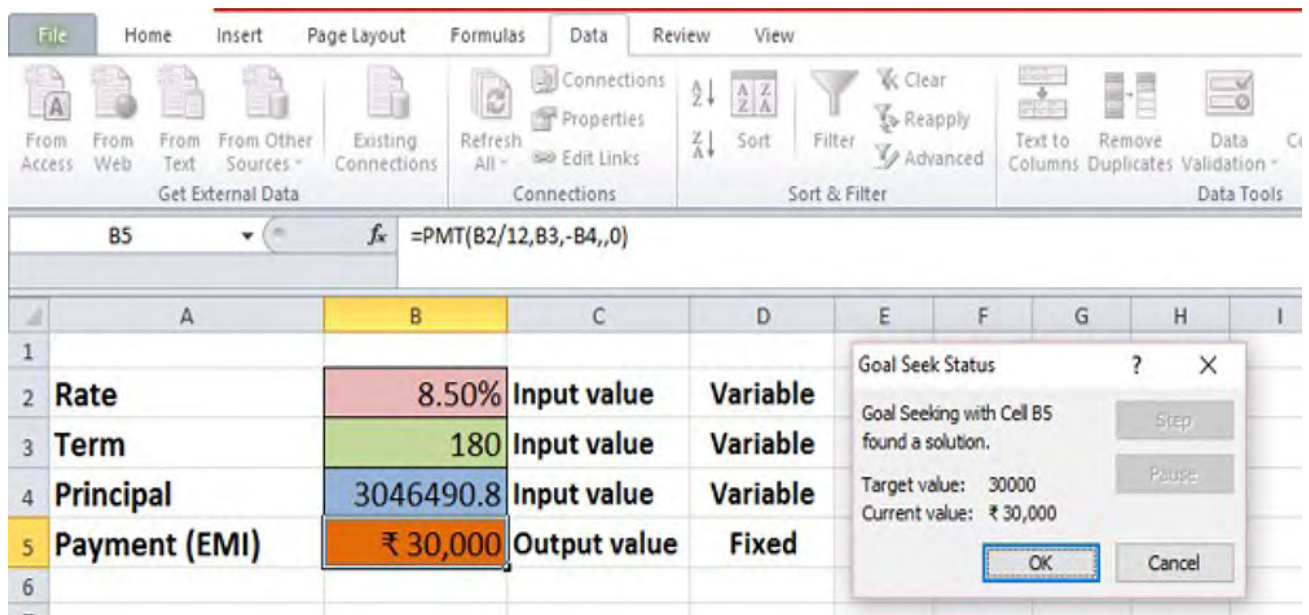 File Home Insert Page Layout Formulas Data Review View
From Access
From Web
From Text
From Other Sources
Existing Connections
Get External Data
Refresh All
Connections
Properties
Edit Links
Connections
Sort
Filter
Clear
Reapply
Advanced
Sort & Filter
Text to Columns
Remove Duplicates
Data Validation
Data Tools
B5 fx =PMT(B2/12,B3,-B4,,0)
A B C D E F G H I
1
2 Rate 8.50% Input value Variable
3 Term 180 Input value Variable
4 Principal 3046490.8 Input value Variable
5 Payment (EMI) ₹ 30,000 Output value Fixed
6
Goal Seek Status ? X
Goal Seeking with Cell B5
found a solution.
Target value: 30000
Current value: ₹ 30,000
Step
Pause
OK Cancel